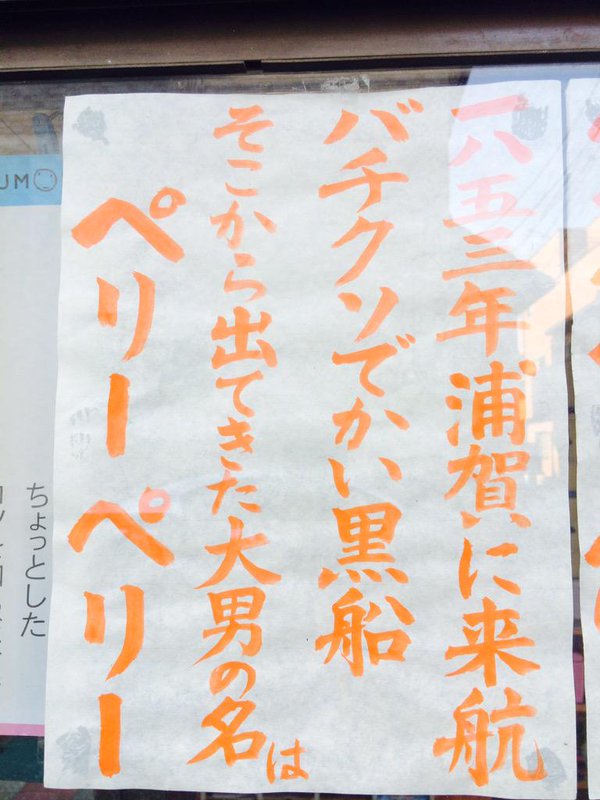 一八五三年浦賀に来航
バチクソでかい黒船
そこから出てきた大男の名は
ペリーペリー
ちょっとした
UMO